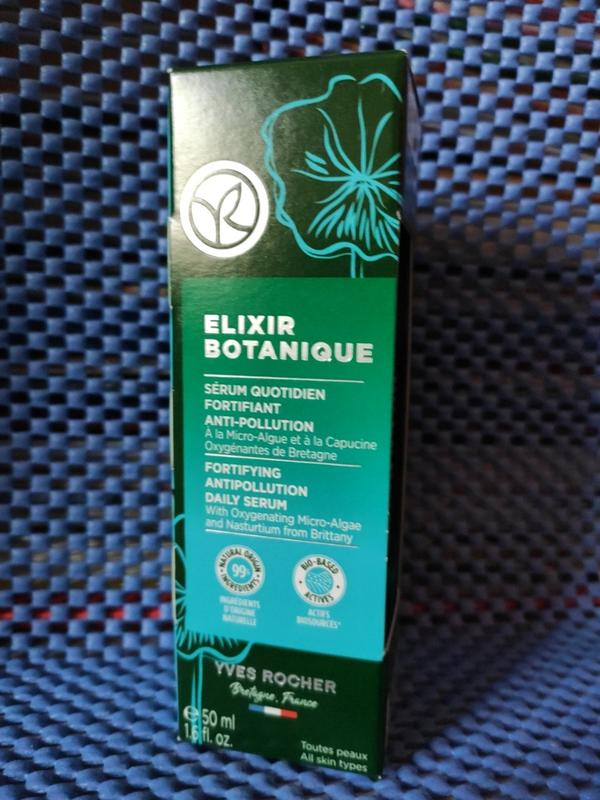 ELIXIR
BOTANIQUE
SÉRUM QUOTIDIEN
FORTIFIANT
ANTI-POLLUTION
À la Micro-Algue et à la Capucine
Oxygénantes de Bretagne
FORTIFYING
ANTIPOLLUTION
DAILY SERUM
With Oxygenating Micro-Algae
and Nasturtium from Brittany
NATURAL ORIGIN
99%
INGREDIENTS
INGRÉDIENTS
D'ORIGINE
NATURELLE
BIO-BASED
ACTIVES
ACTIFS
BIOSOURCÉS*
YVES ROCHER
Bretagne, France
e 50 ml
1.6 fl. oz.
Toutes peaux
All skin types